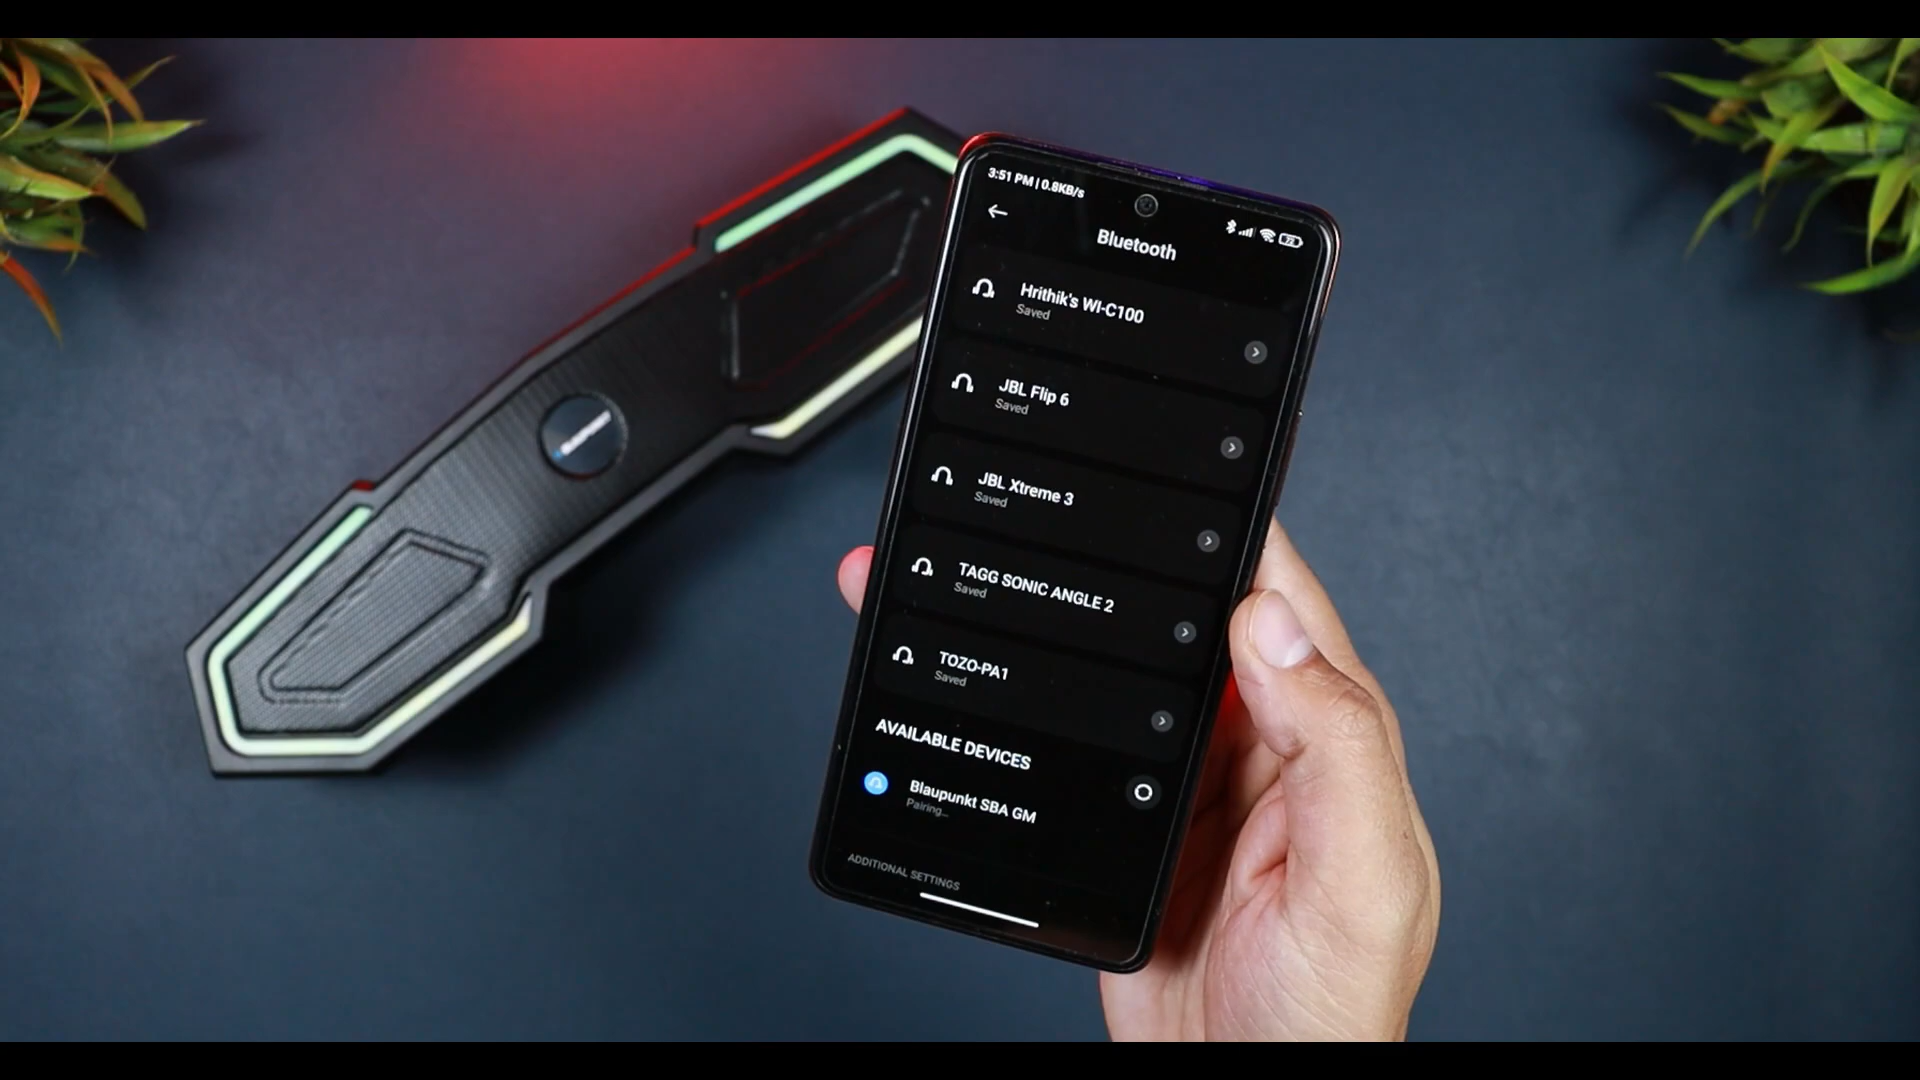 3:51 PM | 0.8KB/s
72
Bluetooth
Hrithik's WI-C100
Saved
JBL Flip 6
Saved
JBL Xtreme 3
Saved
TAGG SONIC ANGLE 2
Saved
TOZO-PA1
Saved
AVAILABLE DEVICES
Blaupunkt SBA GM
Pairing...
ADDITIONAL SETTINGS